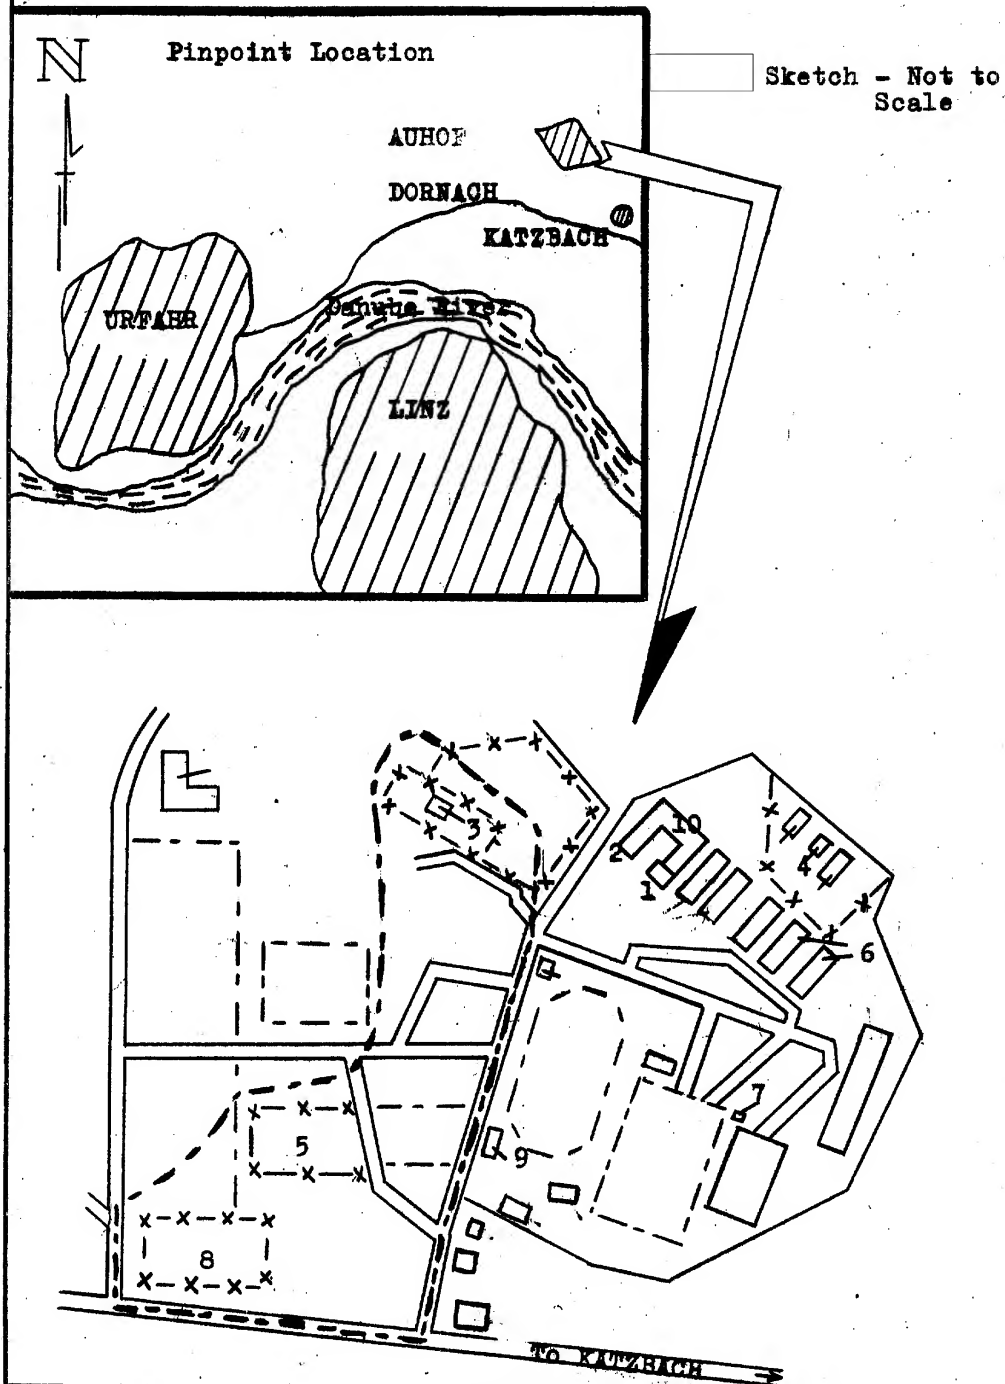 N
Pinpoint Location
Sketch - Not to
Scale
AUHOF
DORNACH
KATZBACH
URFAHR
Danube River
LINZ
10
3
2
4
1
6
7
5
9
8
To KATZBACH